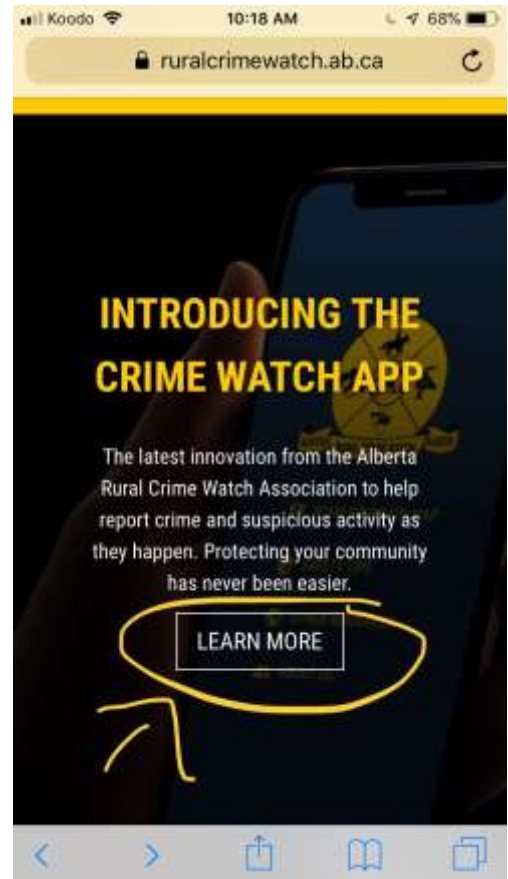 Koodo 10:18 AM 68%
ruralcrimewatch.ab.ca
INTRODUCING THE
CRIME WATCH APP
The latest innovation from the Alberta
Rural Crime Watch Association to help
report crime and suspicious activity as
they happen. Protecting your community
has never been easier.
LEARN MORE